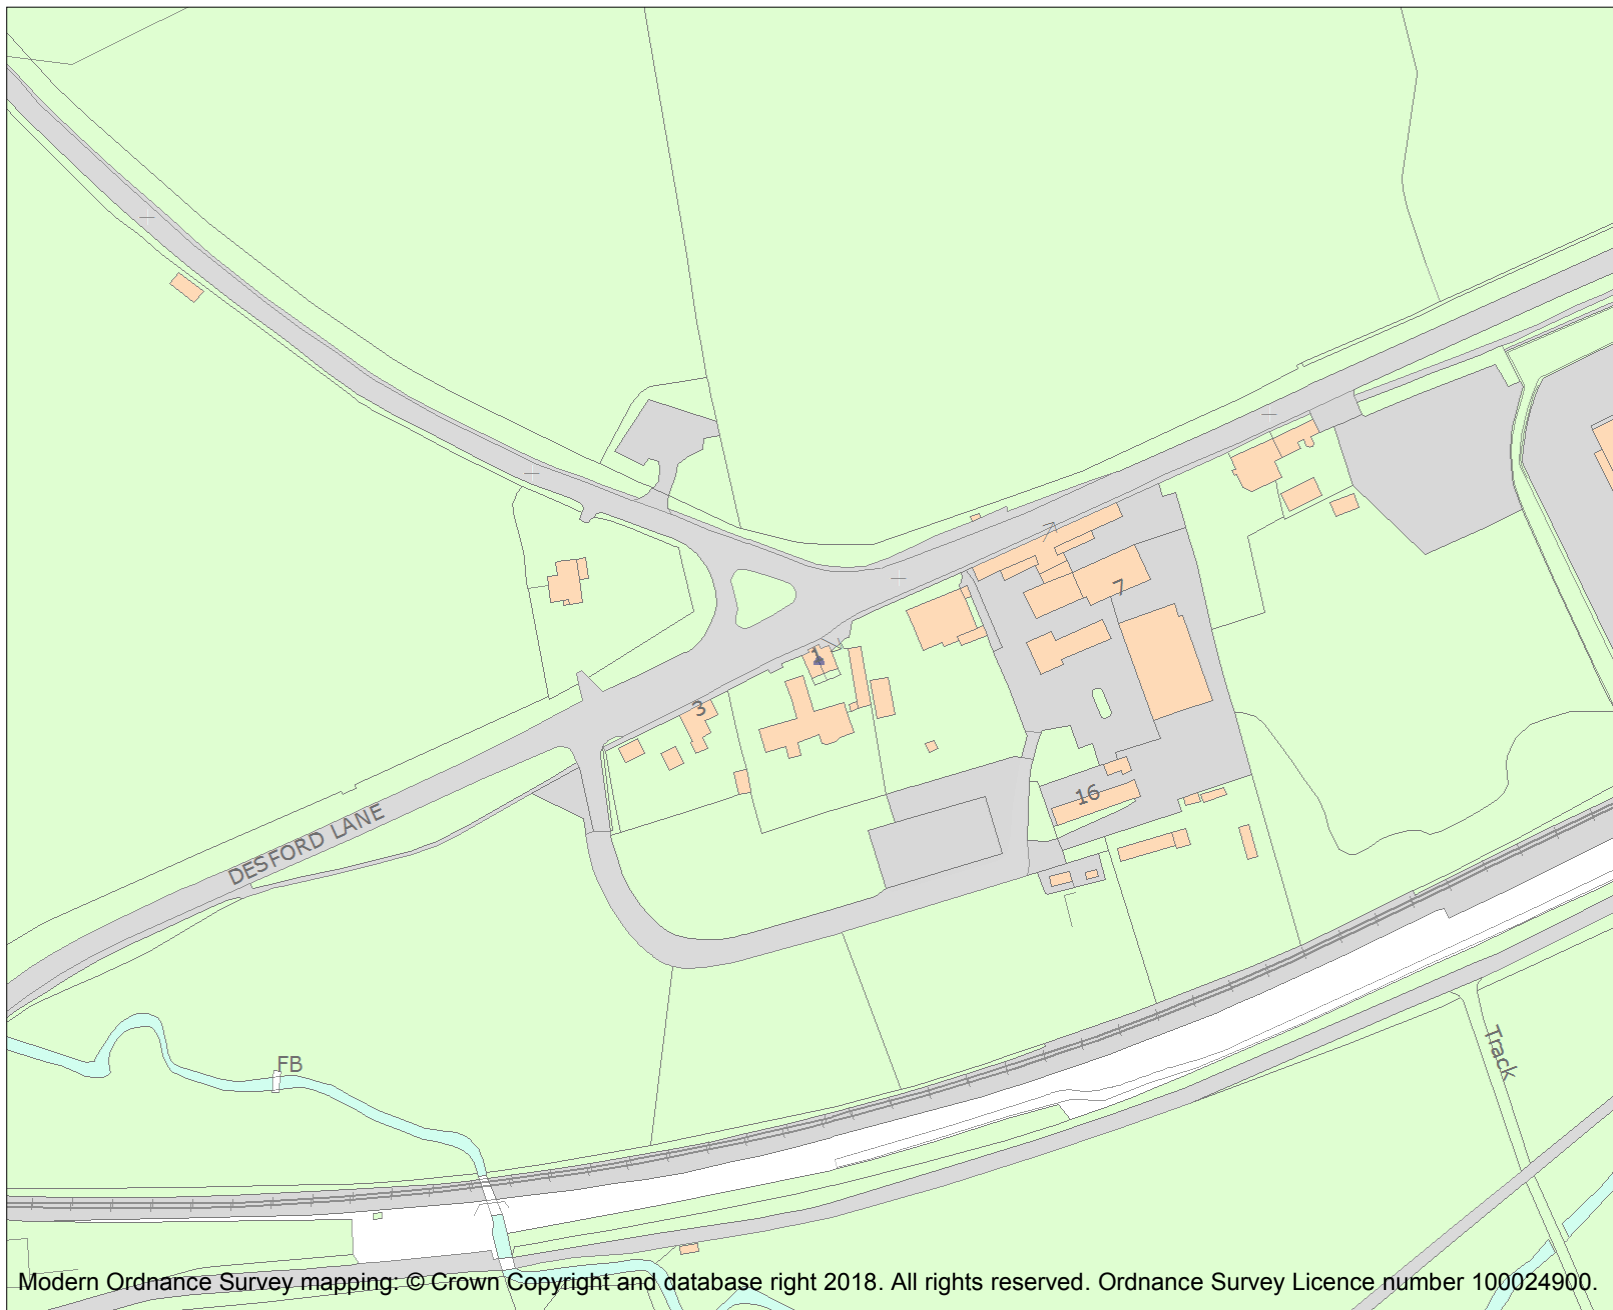 7
1
3
16
DESFORD LANE
FB
Track
Modern Ordnance Survey mapping: © Crown Copyright and database right 2018. All rights reserved. Ordnance Survey Licence number 100024900.